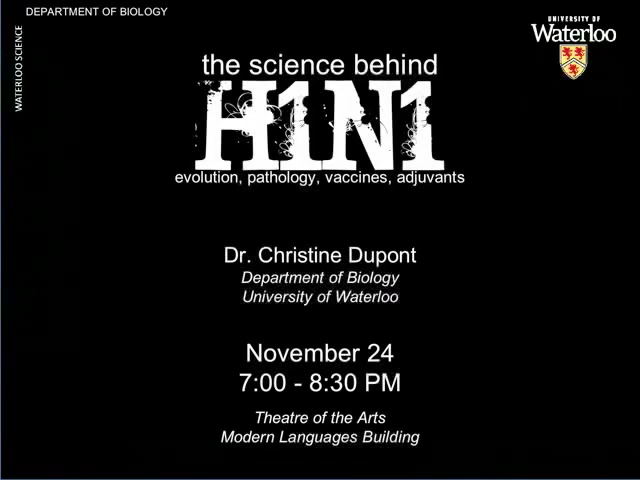 DEPARTMENT OF BIOLOGY
WATERLOO SCIENCE
UNIVERSITY OF
Waterloo
the science behind
H1N1
evolution, pathology, vaccines, adjuvants
Dr. Christine Dupont
Department of Biology
University of Waterloo
November 24
7:00 - 8:30 PM
Theatre of the Arts
Modern Languages Building